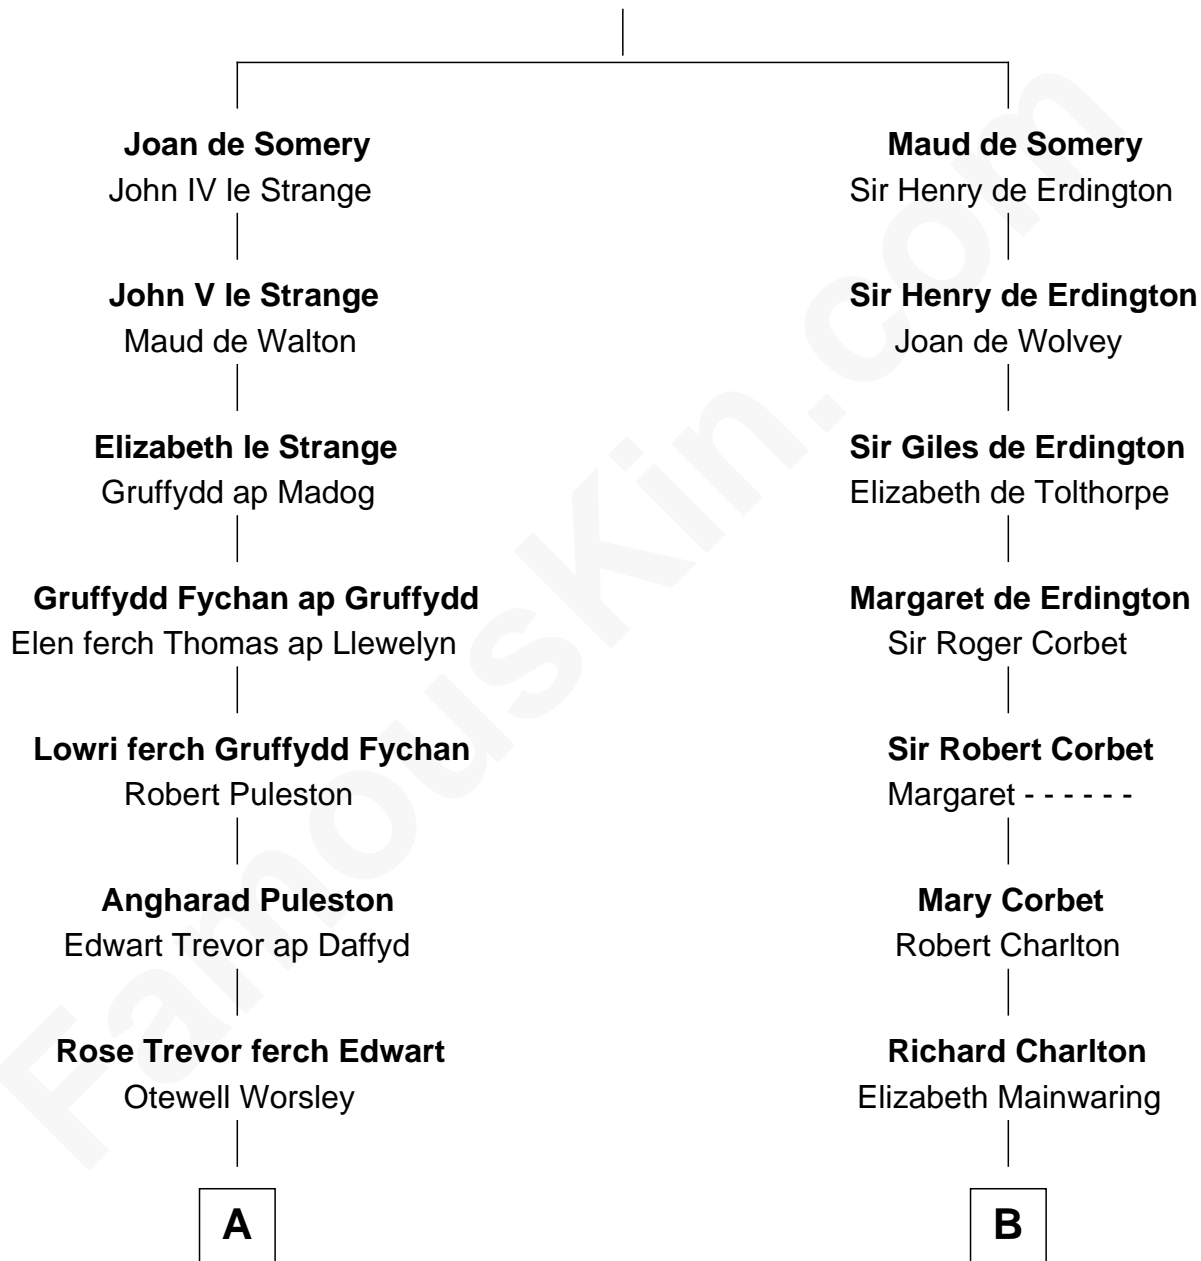 Joan de Somery
John IV le Strange
John V le Strange
Maud de Walton
Elizabeth le Strange
Gruffydd ap Madog
Gruffydd Fychan ap Gruffydd
Elen ferch Thomas ap Llewelyn
Lowri ferch Gruffydd Fychan
Robert Puleston
Angharad Puleston
Edwart Trevor ap Daffyd
Rose Trevor ferch Edwart
Otewell Worsley
A
Maud de Somery
Sir Henry de Erdington
Sir Henry de Erdington
Joan de Wolvey
Sir Giles de Erdington
Elizabeth de Tolthorpe
Margaret de Erdington
Sir Roger Corbet
Sir Robert Corbet
Margaret - - - - - -
Mary Corbet
Robert Charlton
Richard Charlton
Elizabeth Mainwaring
B
FamousKin.com